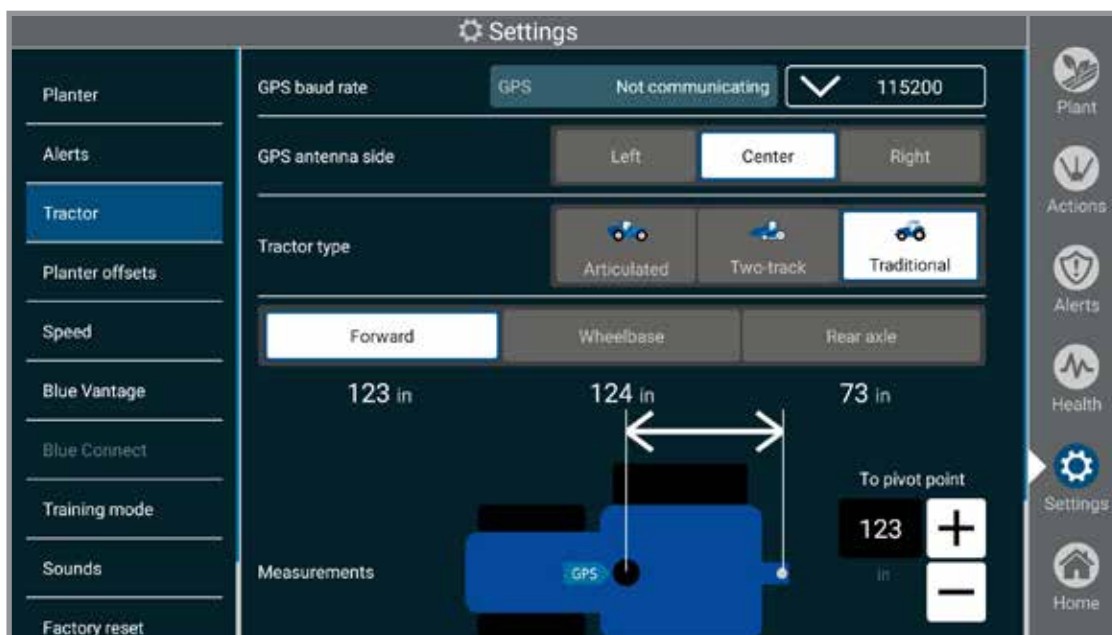 Settings
Planter
Alerts
Tractor
Planter offsets
Speed
Blue Vantage
Blue Connect
Training mode
Sounds
Factory reset
GPS baud rate
GPS Not communicating
115200
GPS antenna side
Left Center Right
Tractor type
Articulated Two-track Traditional
Forward Wheelbase Rear axle
123 in 124 in 73 in
To pivot point
123
in
Measurements
GPS
Plant
Actions
Alerts
Health
Settings
Home